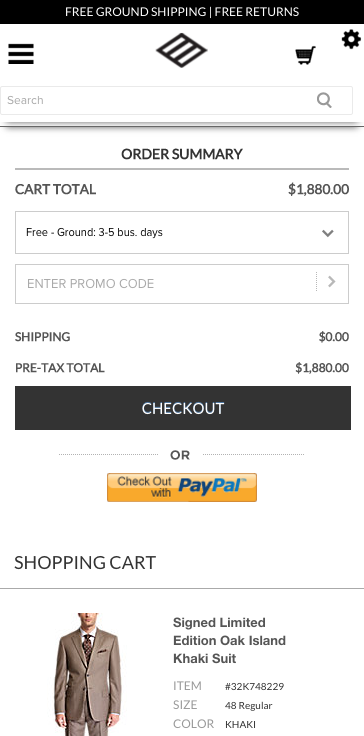 FREE GROUND SHIPPING | FREE RETURNS
Search
ORDER SUMMARY
CART TOTAL $1,880.00
Free - Ground: 3-5 bus. days
ENTER PROMO CODE
SHIPPING $0.00
PRE-TAX TOTAL $1,880.00
CHECKOUT
OR
Check Out
with PayPal™
SHOPPING CART
Signed Limited
Edition Oak Island
Khaki Suit
ITEM #32K748229
SIZE 48 Regular
COLOR KHAKI